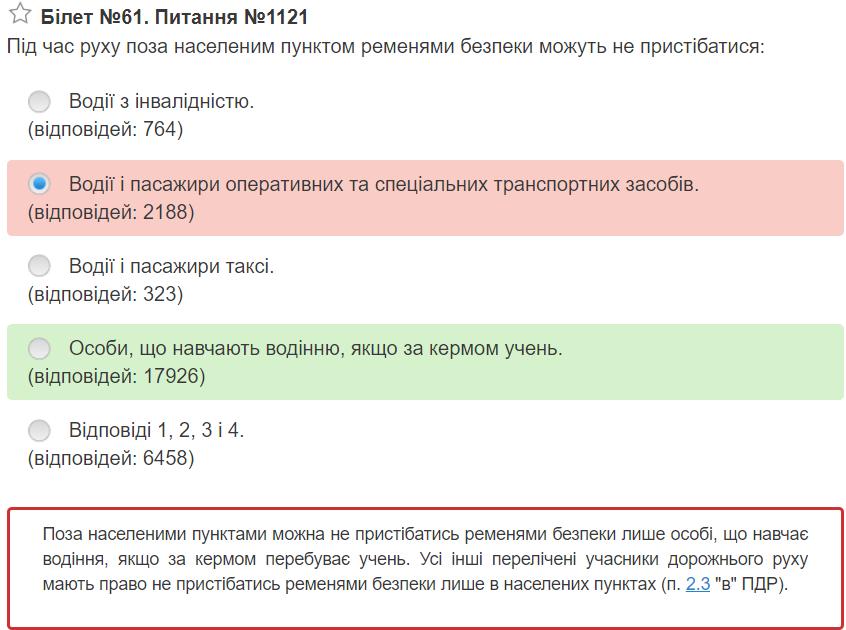 Білет №61. Питання №1121
Під час руху поза населеним пунктом ременями безпеки можуть не пристібатися:
Водії з інвалідністю.
(відповідей: 764)
Водії і пасажири оперативних та спеціальних транспортних засобів.
(відповідей: 2188)
Водії і пасажири таксі.
(відповідей: 323)
Особи, що навчають водінню, якщо за кермом учень.
(відповідей: 17926)
Відповіді 1, 2, 3 і 4.
(відповідей: 6458)
Поза населеними пунктами можна не пристібатись ременями безпеки лише особі, що навчає
водіння, якщо за кермом перебуває учень. Усі інші перелічені учасники дорожнього руху
мають право не пристібатись ременями безпеки лише в населених пунктах (п. 2.3 "в" ПДР).